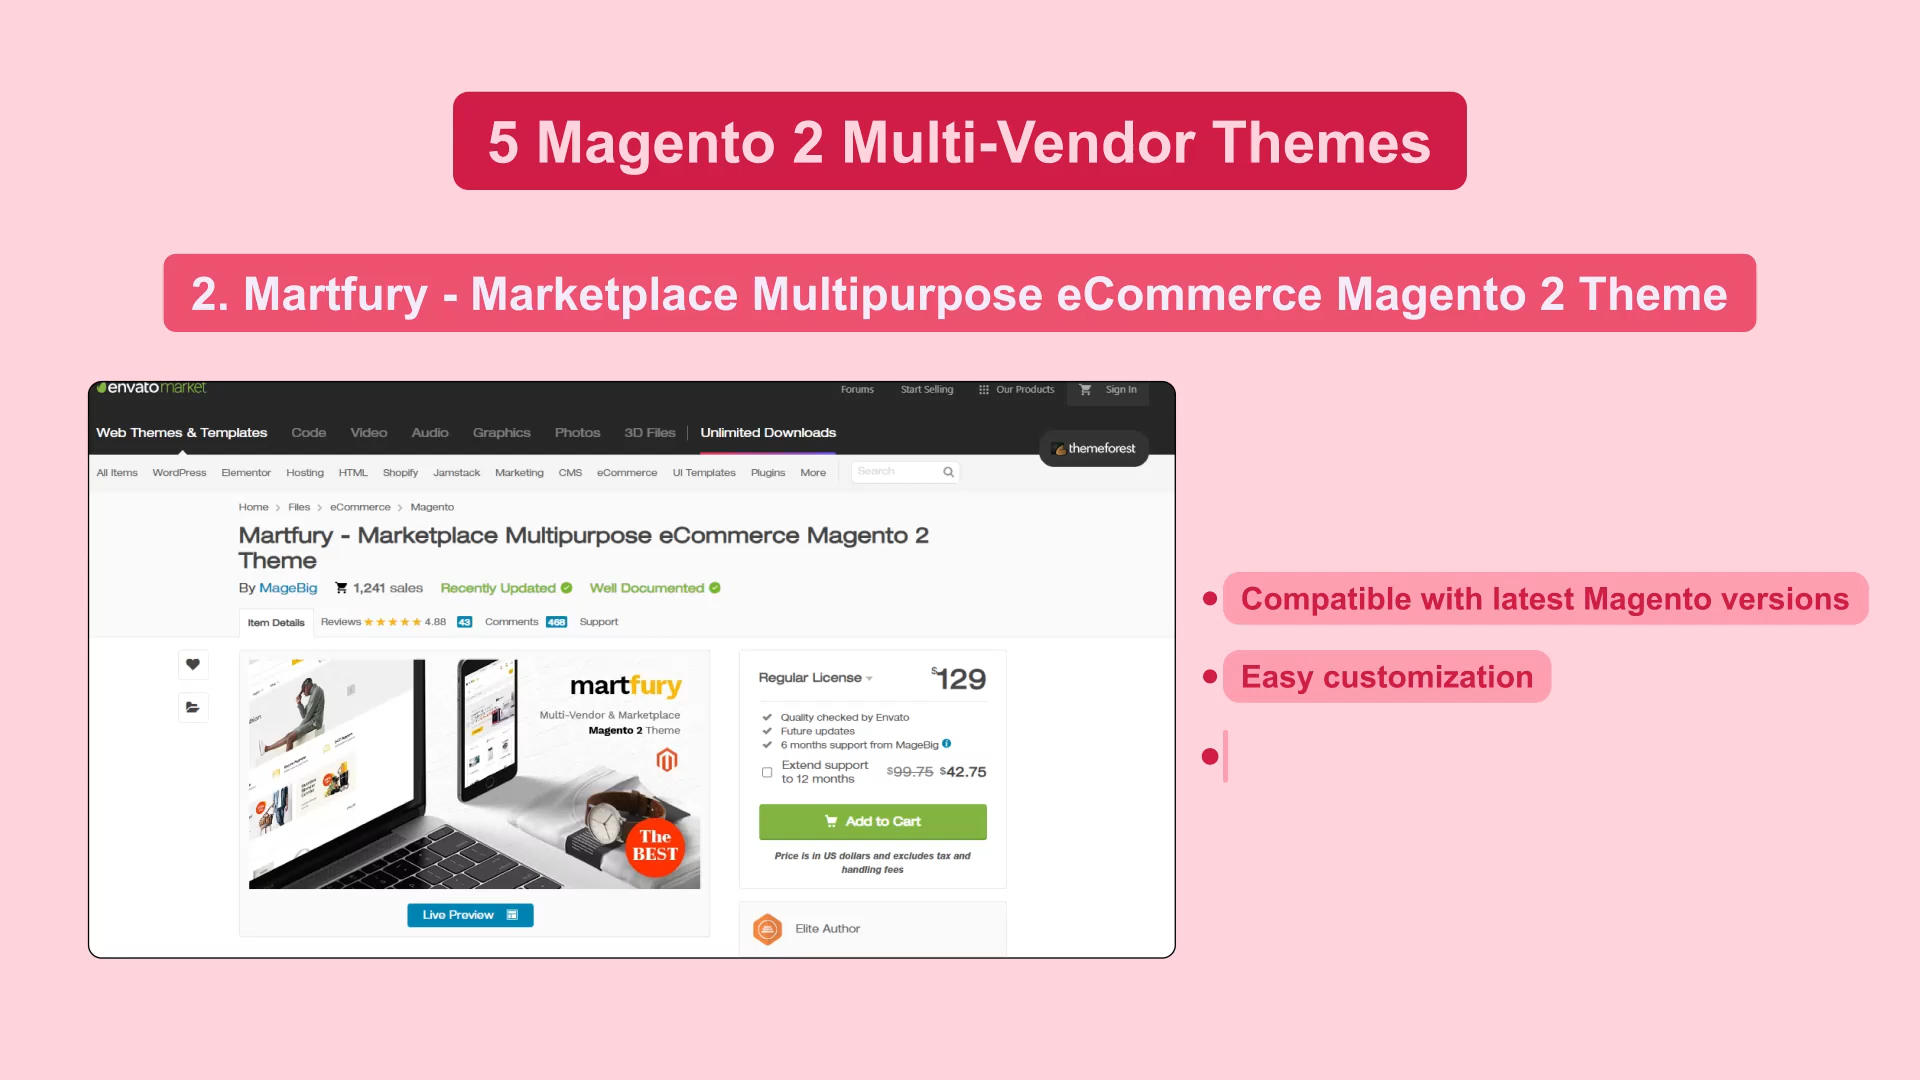 5 Magento 2 Multi-Vendor Themes
2. Martfury - Marketplace Multipurpose eCommerce Magento 2 Theme
envatomarket
Forums Start Selling Our Products Sign In
Web Themes & Templates Code Video Audio Graphics Photos 3D Files Unlimited Downloads
themeforest
All Items WordPress Elementor Hosting HTML Shopify Jamstack Marketing CMS eCommerce UI Templates Plugins More Search
Home > Files > eCommerce > Magento
Martfury - Marketplace Multipurpose eCommerce Magento 2
Theme
By MageBig 1,241 sales Recently Updated Well Documented
Item Details Reviews 4.88 43 Comments 468 Support
martfury
Multi-Vendor & Marketplace
Magento 2 Theme
The
BEST
Live Preview
Regular License $129
Quality checked by Envato
Future updates
6 months support from MageBig
Extend support
to 12 months $99.75 $42.75
Add to Cart
Price is in US dollars and excludes tax and
handling fees
Elite Author
• Compatible with latest Magento versions
• Easy customization
•